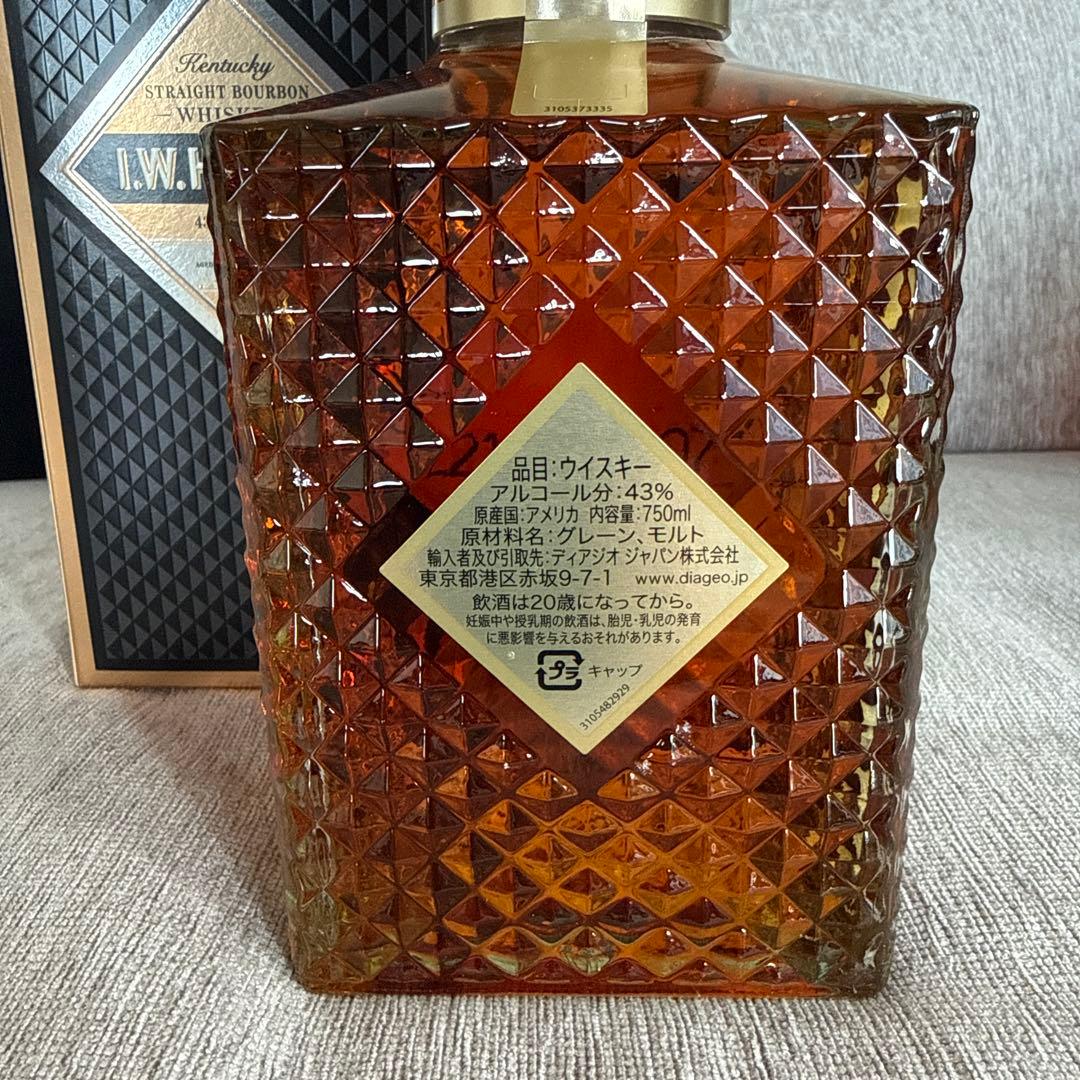 Kentucky
STRAIGHT BOURBON
I.W.
3105373335
品目:ウイスキー
アルコール分:43%
原産国:アメリカ 内容量:750ml
原材料名:グレーン、モルト
輸入者及び引取先:ディアジオ ジャパン株式会社
東京都港区赤坂9-7-1 www.diageo.jp
飲酒は20歳になってから。
妊娠中や授乳期の飲酒は、胎児・乳児の発育
に悪影響を与えるおそれがあります。
プラ キャップ
3105482929